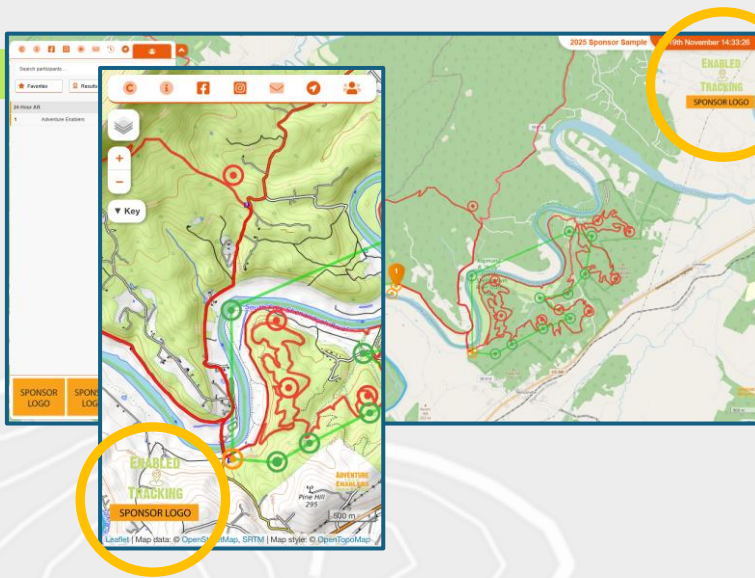 2025 Sponsor Sample
19th November 14:33:26
Search participants...
Favorites
Results
24 Hour AR
1 Adventure Enablers
SPONSOR
LOGO
ENABLED
TRACKING
SPONSOR LOGO
+
−
▼ Key
1
ENABLED
TRACKING
SPONSOR LOGO
ADVENTURE
ENABLERS
Pine Hill
295
500 m
Leaflet | Map data: © OpenStreetMap, SRTM | Map style: © OpenTopoMap